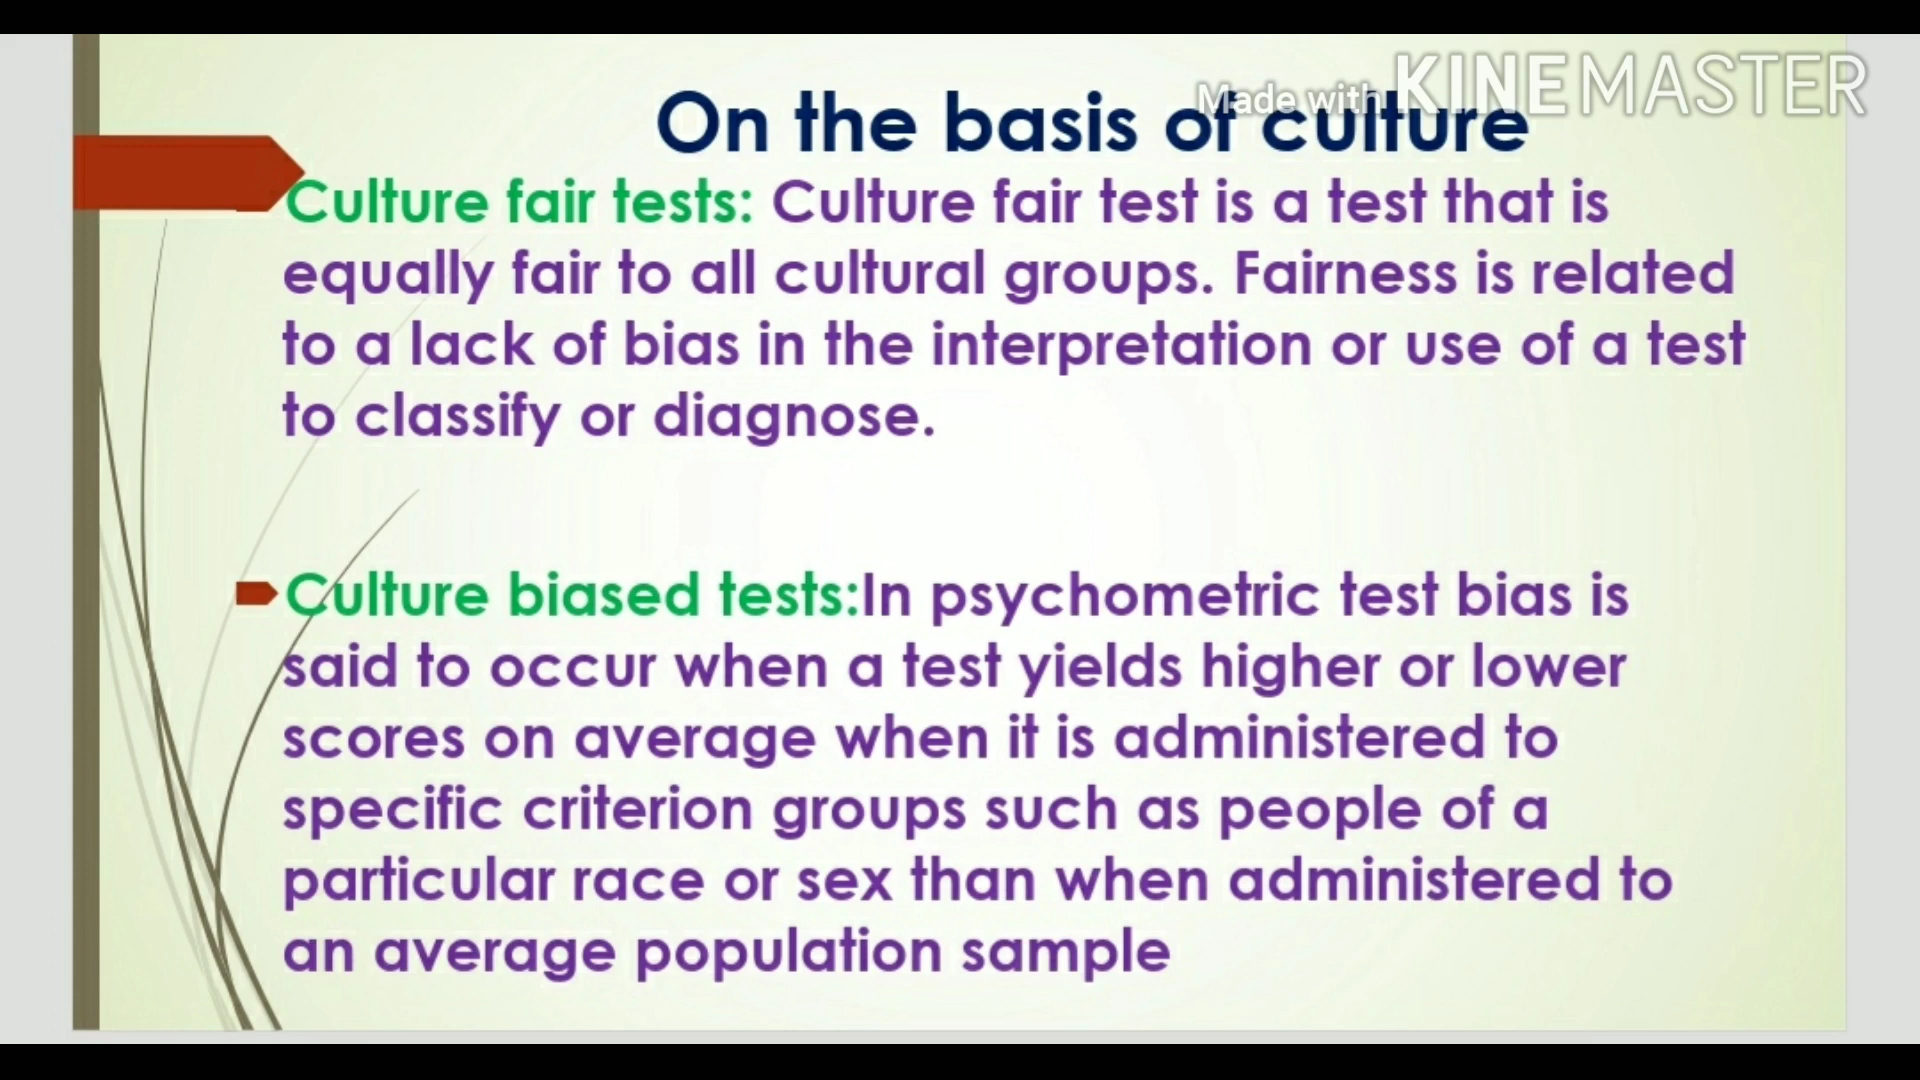 Made with KINEMASTER
On the basis of culture
Culture fair tests: Culture fair test is a test that is
equally fair to all cultural groups. Fairness is related
to a lack of bias in the interpretation or use of a test
to classify or diagnose.
Culture biased tests:In psychometric test bias is
said to occur when a test yields higher or lower
scores on average when it is administered to
specific criterion groups such as people of a
particular race or sex than when administered to
an average population sample